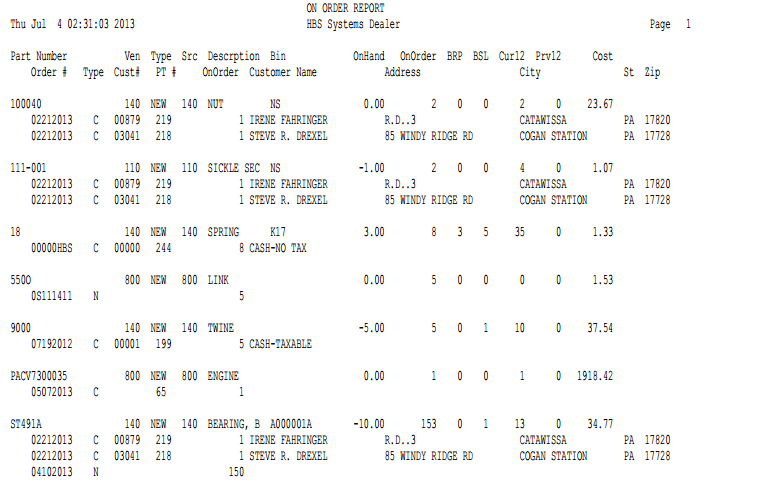 ON ORDER REPORT
Thu Jul  4 02:31:03 2013    HBS Systems Dealer    Page  1
Part Number    Ven  Type  Src  Descrption  Bin    OnHand  OnOrder  BRP  BSL  Cur12  Prv12    Cost
Order #  Type  Cust#  PT #    OnOrder  Customer Name    Address    City    St  Zip
100040    140  NEW  140  NUT    NS    0.00    2  0  0    2    0    23.67
02212013  C  00879  219    1 IRENE FAHRINGER    R.D..3    CATAWISSA    PA  17820
02212013  C  03041  218    1 STEVE R. DREXEL    85 WINDY RIDGE RD    COGAN STATION    PA  17728
111-001    110  NEW  110  SICKLE SEC  NS    -1.00    2  0  0    4    0    1.07
02212013  C  00879  219    1 IRENE FAHRINGER    R.D..3    CATAWISSA    PA  17820
02212013  C  03041  218    1 STEVE R. DREXEL    85 WINDY RIDGE RD    COGAN STATION    PA  17728
18    140  NEW  140  SPRING    K17    3.00    8  3  5    35    0    1.33
00000HBS  C  00000  244    8 CASH-NO TAX
5500    800  NEW  800  LINK    0.00    5  0  0    0    0    1.53
0S111411  N    5
9000    140  NEW  140  TWINE    -5.00    5  0  1    10    0    37.54
07192012  C  00001  199    5 CASH-TAXABLE
PACV7300035    800  NEW  800  ENGINE    0.00    1  0  0    1    0  1918.42
05072013  C    65    1
ST491A    140  NEW  140  BEARING, B  A000001A    -10.00    153  0  1    13    0    34.77
02212013  C  00879  219    1 IRENE FAHRINGER    R.D..3    CATAWISSA    PA  17820
02212013  C  03041  218    1 STEVE R. DREXEL    85 WINDY RIDGE RD    COGAN STATION    PA  17728
04102013  N    150